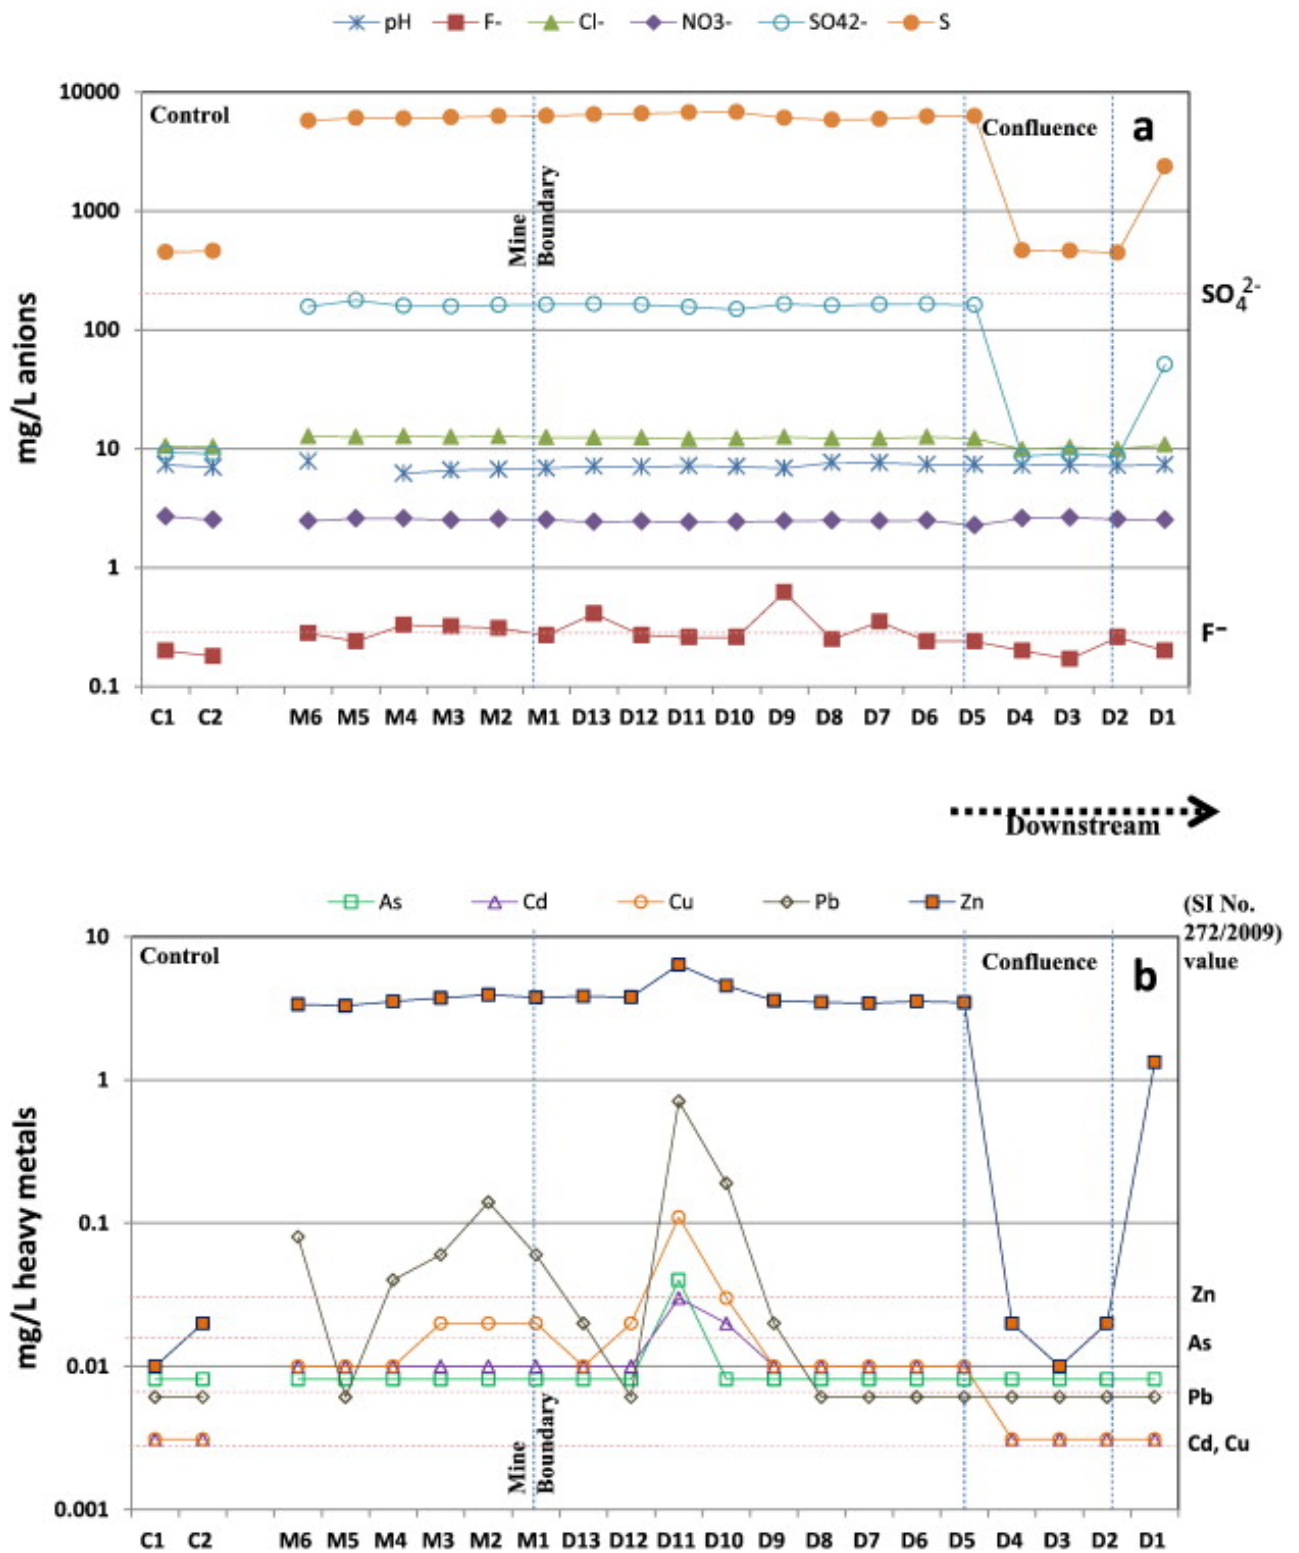 pH F- Cl- NO3- SO42- S
10000
1000
100
10
1
0.1
mg/L anions
Control
Mine
Boundary
Confluence
a
SO₄²⁻
F⁻
C1 C2 M6 M5 M4 M3 M2 M1 D13 D12 D11 D10 D9 D8 D7 D6 D5 D4 D3 D2 D1
Downstream
As Cd Cu Pb Zn
(SI No.
272/2009)
value
10
1
0.1
0.01
0.001
mg/L heavy metals
Control
Mine
Boundary
Confluence
b
Zn
As
Pb
Cd, Cu
C1 C2 M6 M5 M4 M3 M2 M1 D13 D12 D11 D10 D9 D8 D7 D6 D5 D4 D3 D2 D1